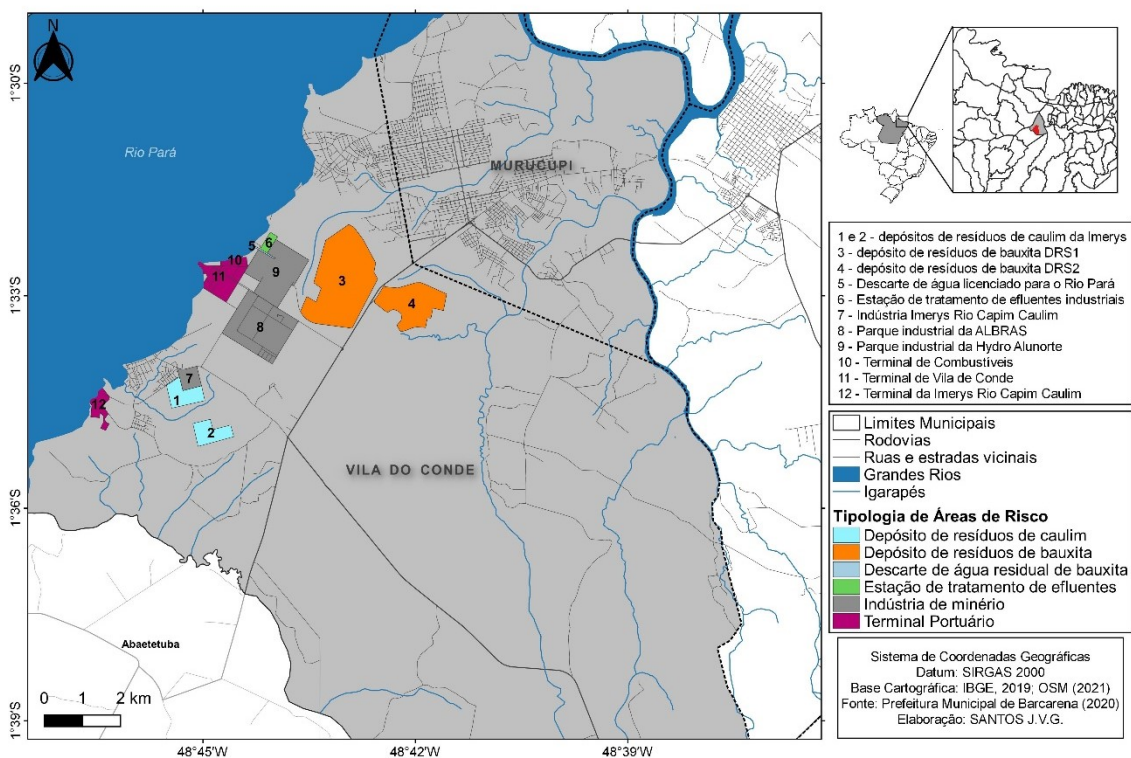 N
1°30'S
1°33'S
1°36'S
1°39'S
Rio Pará
MURUCUPI
VILA DO CONDE
Abaetetuba
5
6
10
11
9
3
4
8
7
1
12
2
0 1 2 km
48°45'W
48°42'W
48°39'W
1 e 2 - depósitos de resíduos de caulim da Imerys
3 - depósito de resíduos de bauxita DRS1
4 - depósito de resíduos de bauxita DRS2
5 - Descarte de água licenciado para o Rio Pará
6 - Estação de tratamento de efluentes industriais
7 - Indústria Imerys Rio Capim Caulim
8 - Parque industrial da ALBRAS
9 - Parque industrial da Hydro Alunorte
10 - Terminal de Combustíveis
11 - Terminal de Vila de Conde
12 - Terminal da Imerys Rio Capim Caulim
Limites Municipais
Rodovias
Ruas e estradas vicinais
Grandes Rios
Igarapés
Tipologia de Áreas de Risco
Depósito de resíduos de caulim
Depósito de resíduos de bauxita
Descarte de água residual de bauxita
Estação de tratamento de efluentes
Indústria de minério
Terminal Portuário
Sistema de Coordenadas Geográficas
Datum: SIRGAS 2000
Base Cartográfica: IBGE, 2019; OSM (2021)
Fonte: Prefeitura Municipal de Barcarena (2020)
Elaboração: SANTOS J.V.G.